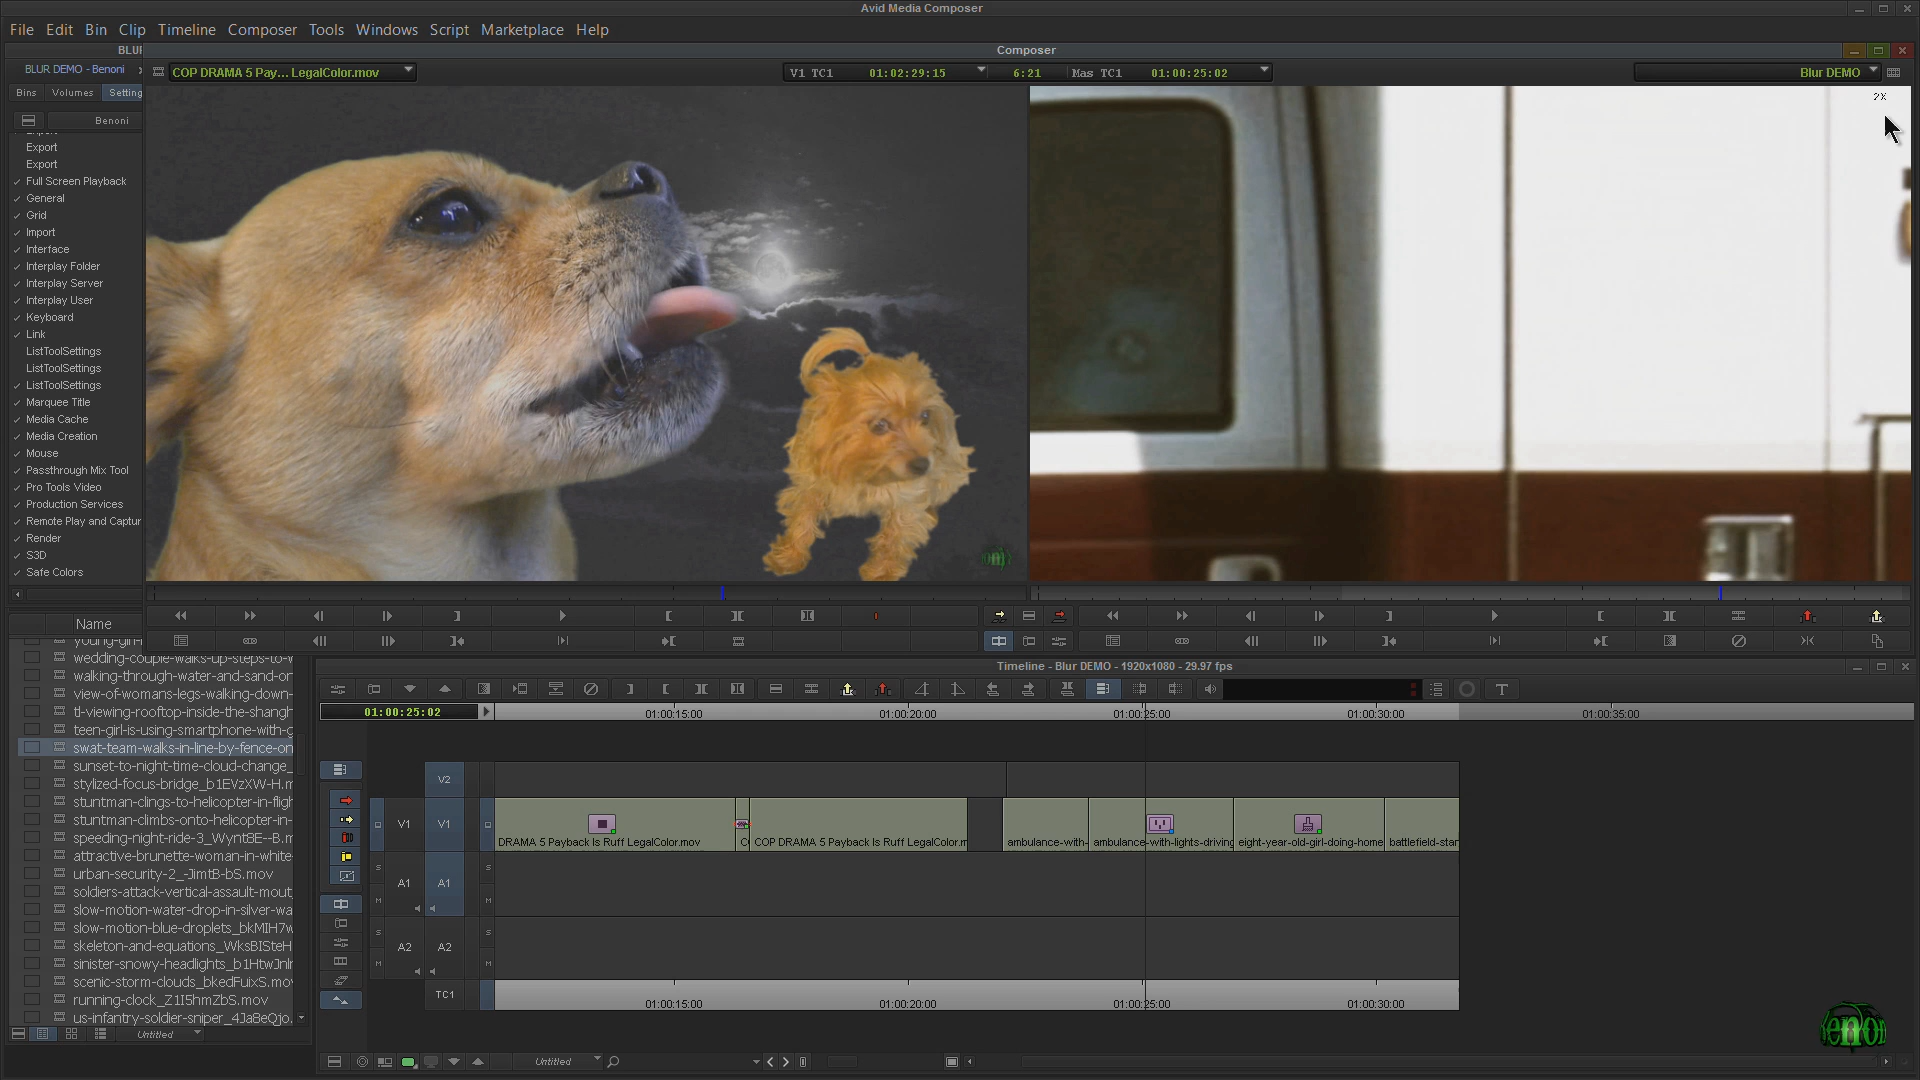 Avid Media Composer
File Edit Bin Clip Timeline Composer Tools Windows Script Marketplace Help
Composer
BLUR DEMO - Benoni
COP DRAMA 5 Pay... LegalColor.mov
V1 TC1 01:02:29:15 6:21 Mas TC1 01:00:25:02
Blur DEMO
Bins Volumes Setting
2X
Benoni
Export
Export
Full Screen Playback
General
Grid
Import
Interface
Interplay Folder
Interplay Server
Interplay User
Keyboard
Link
ListToolSettings
ListToolSettings
ListToolSettings
Marquee Title
Media Cache
Media Creation
Mouse
Passthrough Mix Tool
Pro Tools Video
Production Services
Remote Play and Captur
Render
S3D
Safe Colors
Name
wedding-couple-walks-up-steps-to-w
walking-through-water-and-sand-on
view-of-womans-legs-walking-down-
tl-viewing-rooftop-inside-the-shangh
teen-girl-is-using-smartphone-with-c
swat-team-walks-in-line-by-fence-on
sunset-to-night-time-cloud-change_
stylized-focus-bridge_b1EVzXW-H.m
stuntman-clings-to-helicopter-in-fligh
stuntman-climbs-onto-helicopter-in-
speeding-night-ride-3_Wynt8E--B.m
attractive-brunette-woman-in-white
urban-security-2_-JimtB-bS.mov
soldiers-attack-vertical-assault-mout
slow-motion-water-drop-in-silver-wa
slow-motion-blue-droplets_bkMIH7w
skeleton-and-equations_WksBISteH
sinister-snowy-headlights_b1HtwJnlr
scenic-storm-clouds_bkedFuixS.mov
running-clock_Z1I5hmZbS.mov
us-infantry-soldier-sniper_4Ja8eQjo.
Untitled
Timeline - Blur DEMO - 1920x1080 - 29.97 fps
T
01:00:25:02
01:00:15:00 01:00:20:00 01:00:25:00 01:00:30:00 01:00:35:00
V2
V1 V1
DRAMA 5 Payback Is Ruff LegalColor.mov COP DRAMA 5 Payback Is Ruff LegalColor.m ambulance-with- ambulance-with-lights-driving eight-year-old-girl-doing-home battlefield-star
S S
A1 A1
M M
S S
A2 A2
M M
TC1
01:00:15:00 01:00:20:00 01:00:25:00 01:00:30:00
Untitled